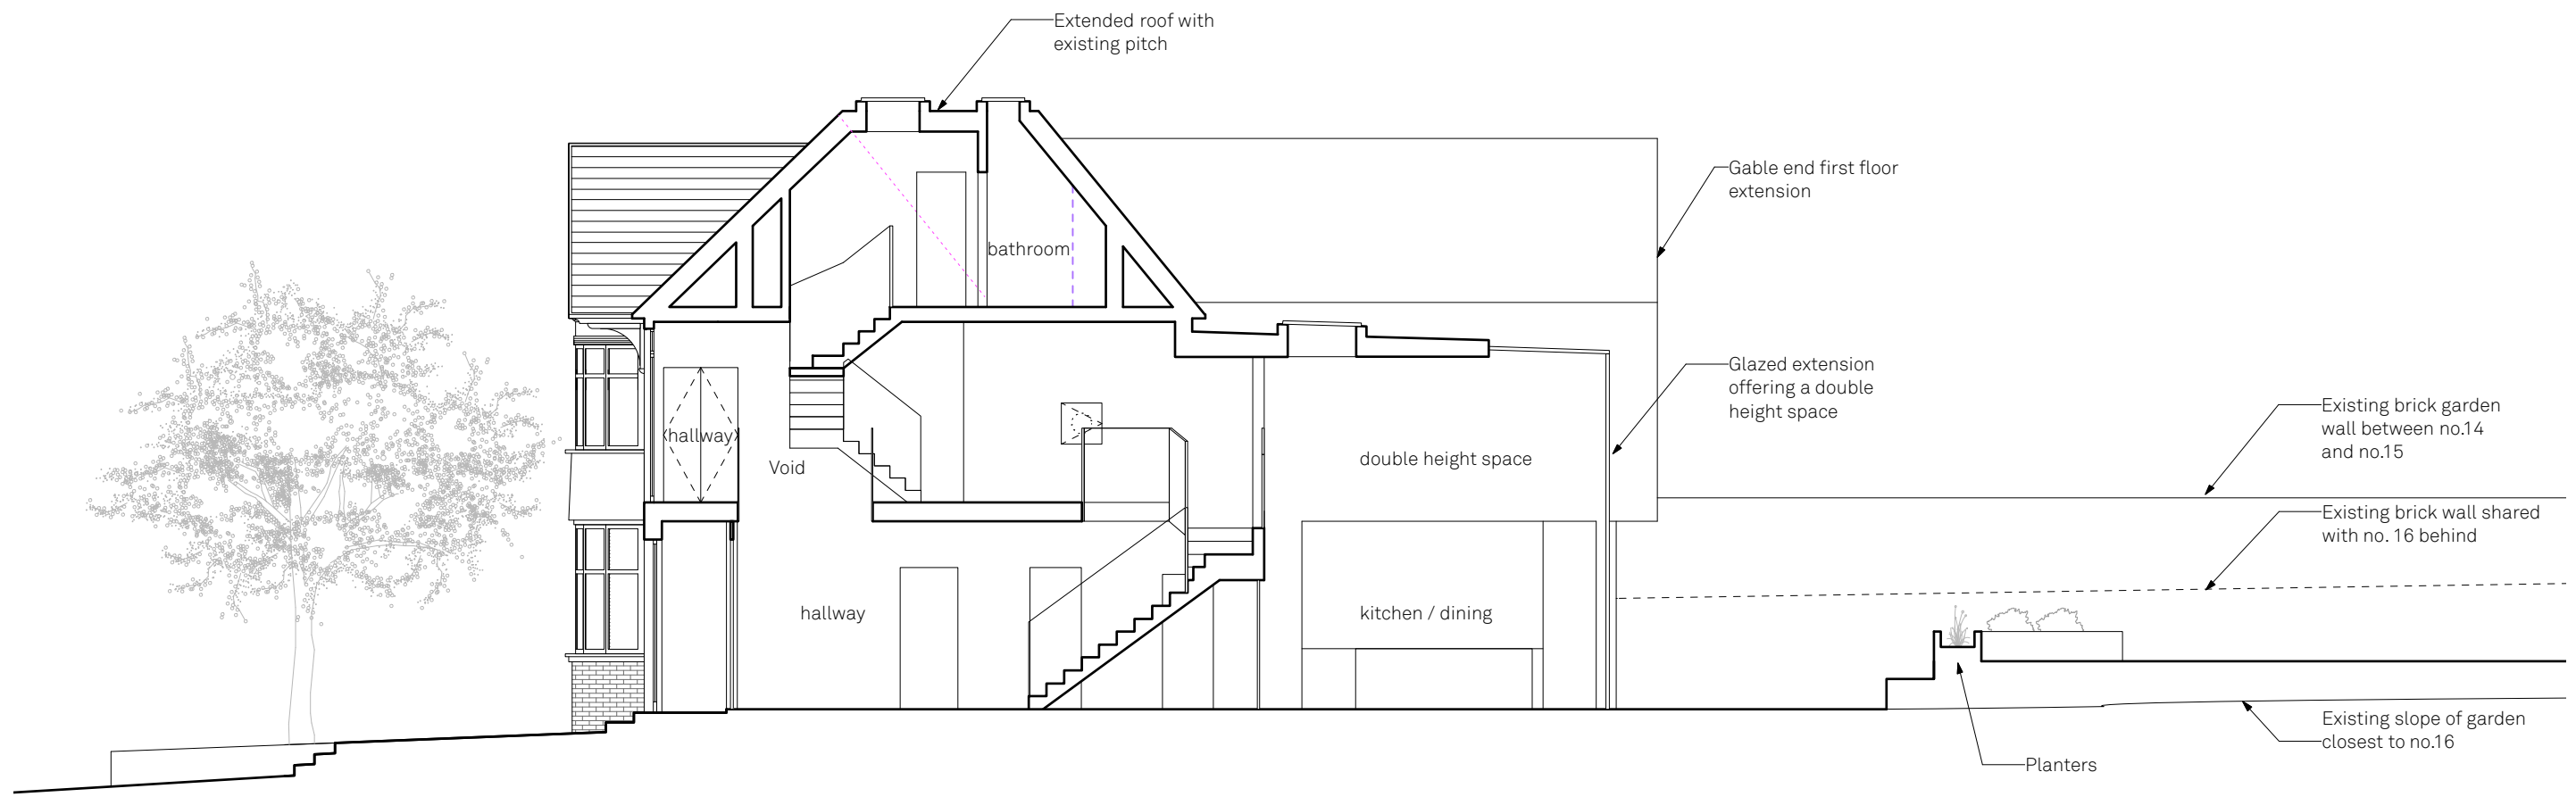 Extended roof with
existing pitch
Gable end first floor
extension
bathroom
Glazed extension
offering a double
height space
Existing brick garden
wall between no.14
and no.15
hallway
Void
double height space
Existing brick wall shared
with no. 16 behind
hallway
kitchen / dining
Existing slope of garden
closest to no.16
Planters